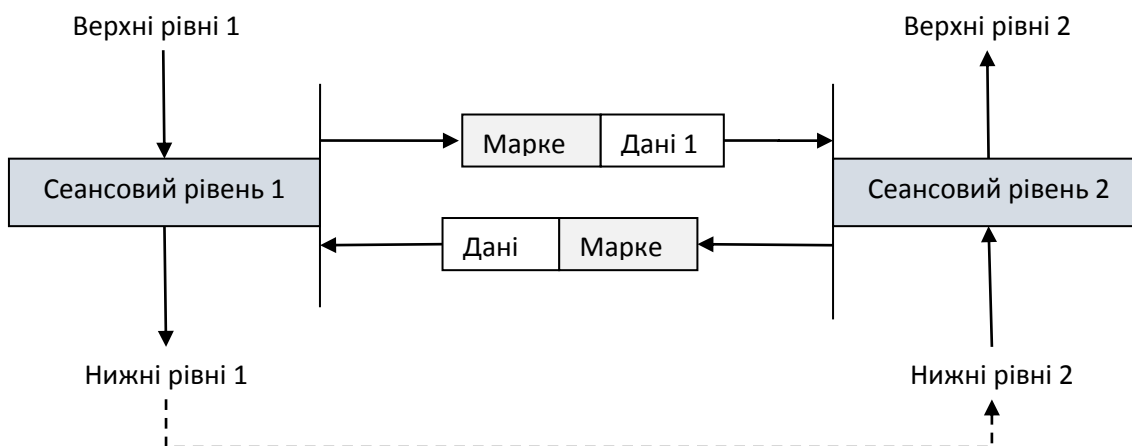 Верхні рівні 1
Верхні рівні 2
Марке
Дані 1
Сеансовий рівень 1
Сеансовий рівень 2
Дані
Марке
Нижні рівні 1
Нижні рівні 2